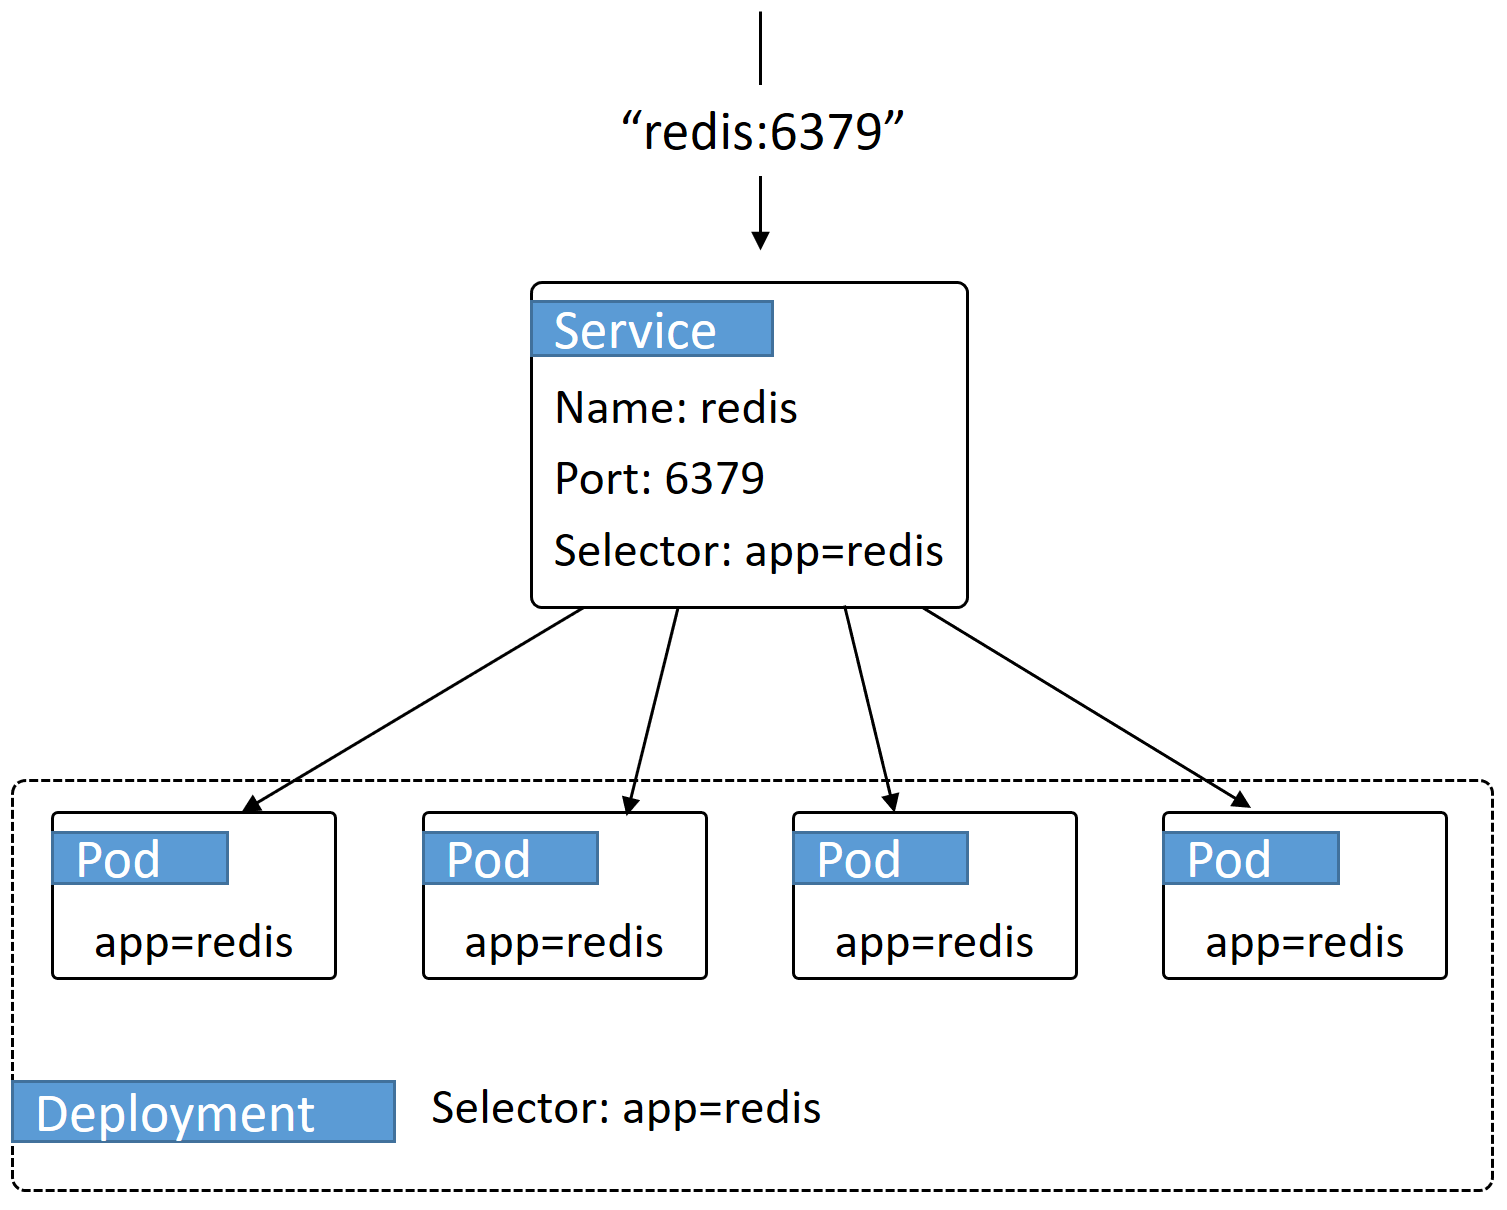 “redis:6379”
Service
Name: redis
Port: 6379
Selector: app=redis
Pod
app=redis
Pod
app=redis
Pod
app=redis
Pod
app=redis
Deployment
Selector: app=redis